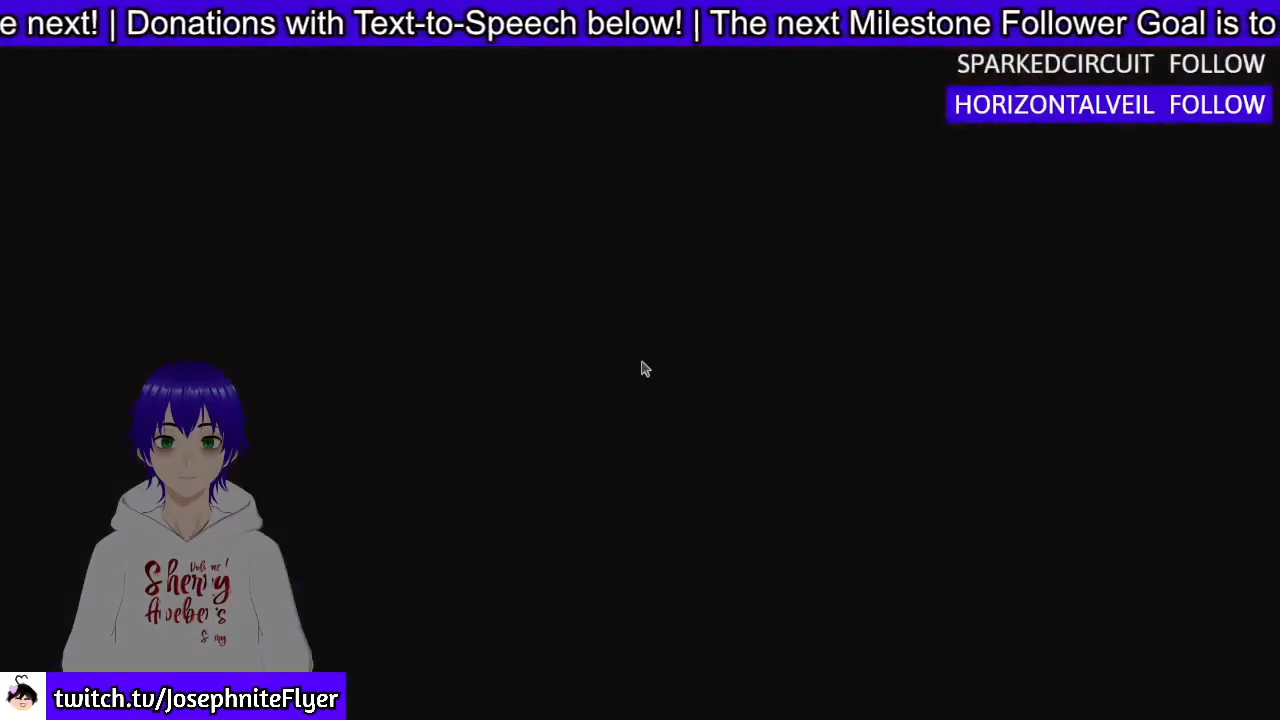 e next! | Donations with Text-to-Speech below! | The next Milestone Follower Goal is to
SPARKEDCIRCUIT FOLLOW
HORIZONTALVEIL FOLLOW
Sherry
twitch.tv/JosephniteFlyer